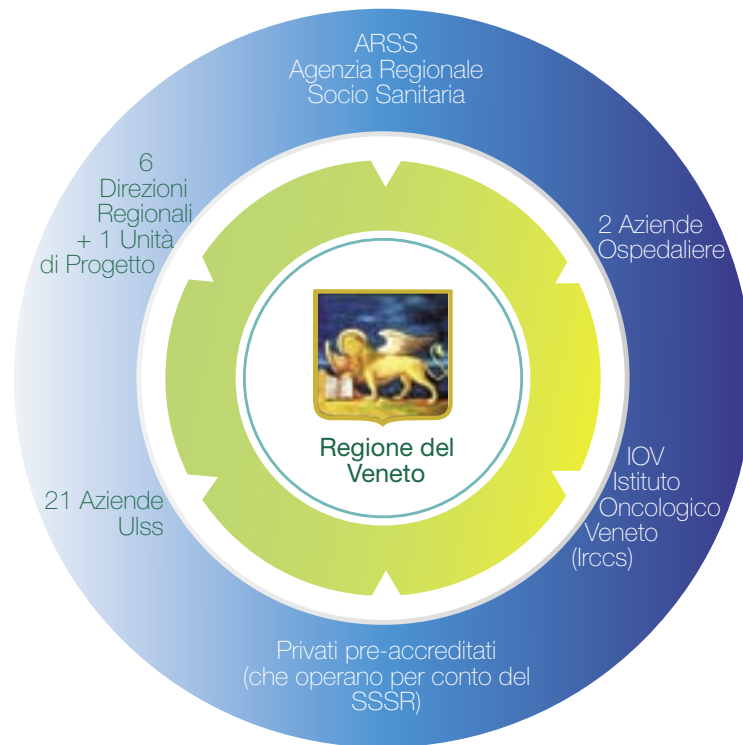 ARSS
Agenzia Regionale
Socio Sanitaria
2 Aziende
Ospedaliere
IOV
Istituto
Oncologico
Veneto
(Irccs)
Privati pre-accreditati
(che operano per conto del
SSSR)
21 Aziende
Ulss
6
Direzioni
Regionali
+ 1 Unità
di Progetto
Regione del
Veneto